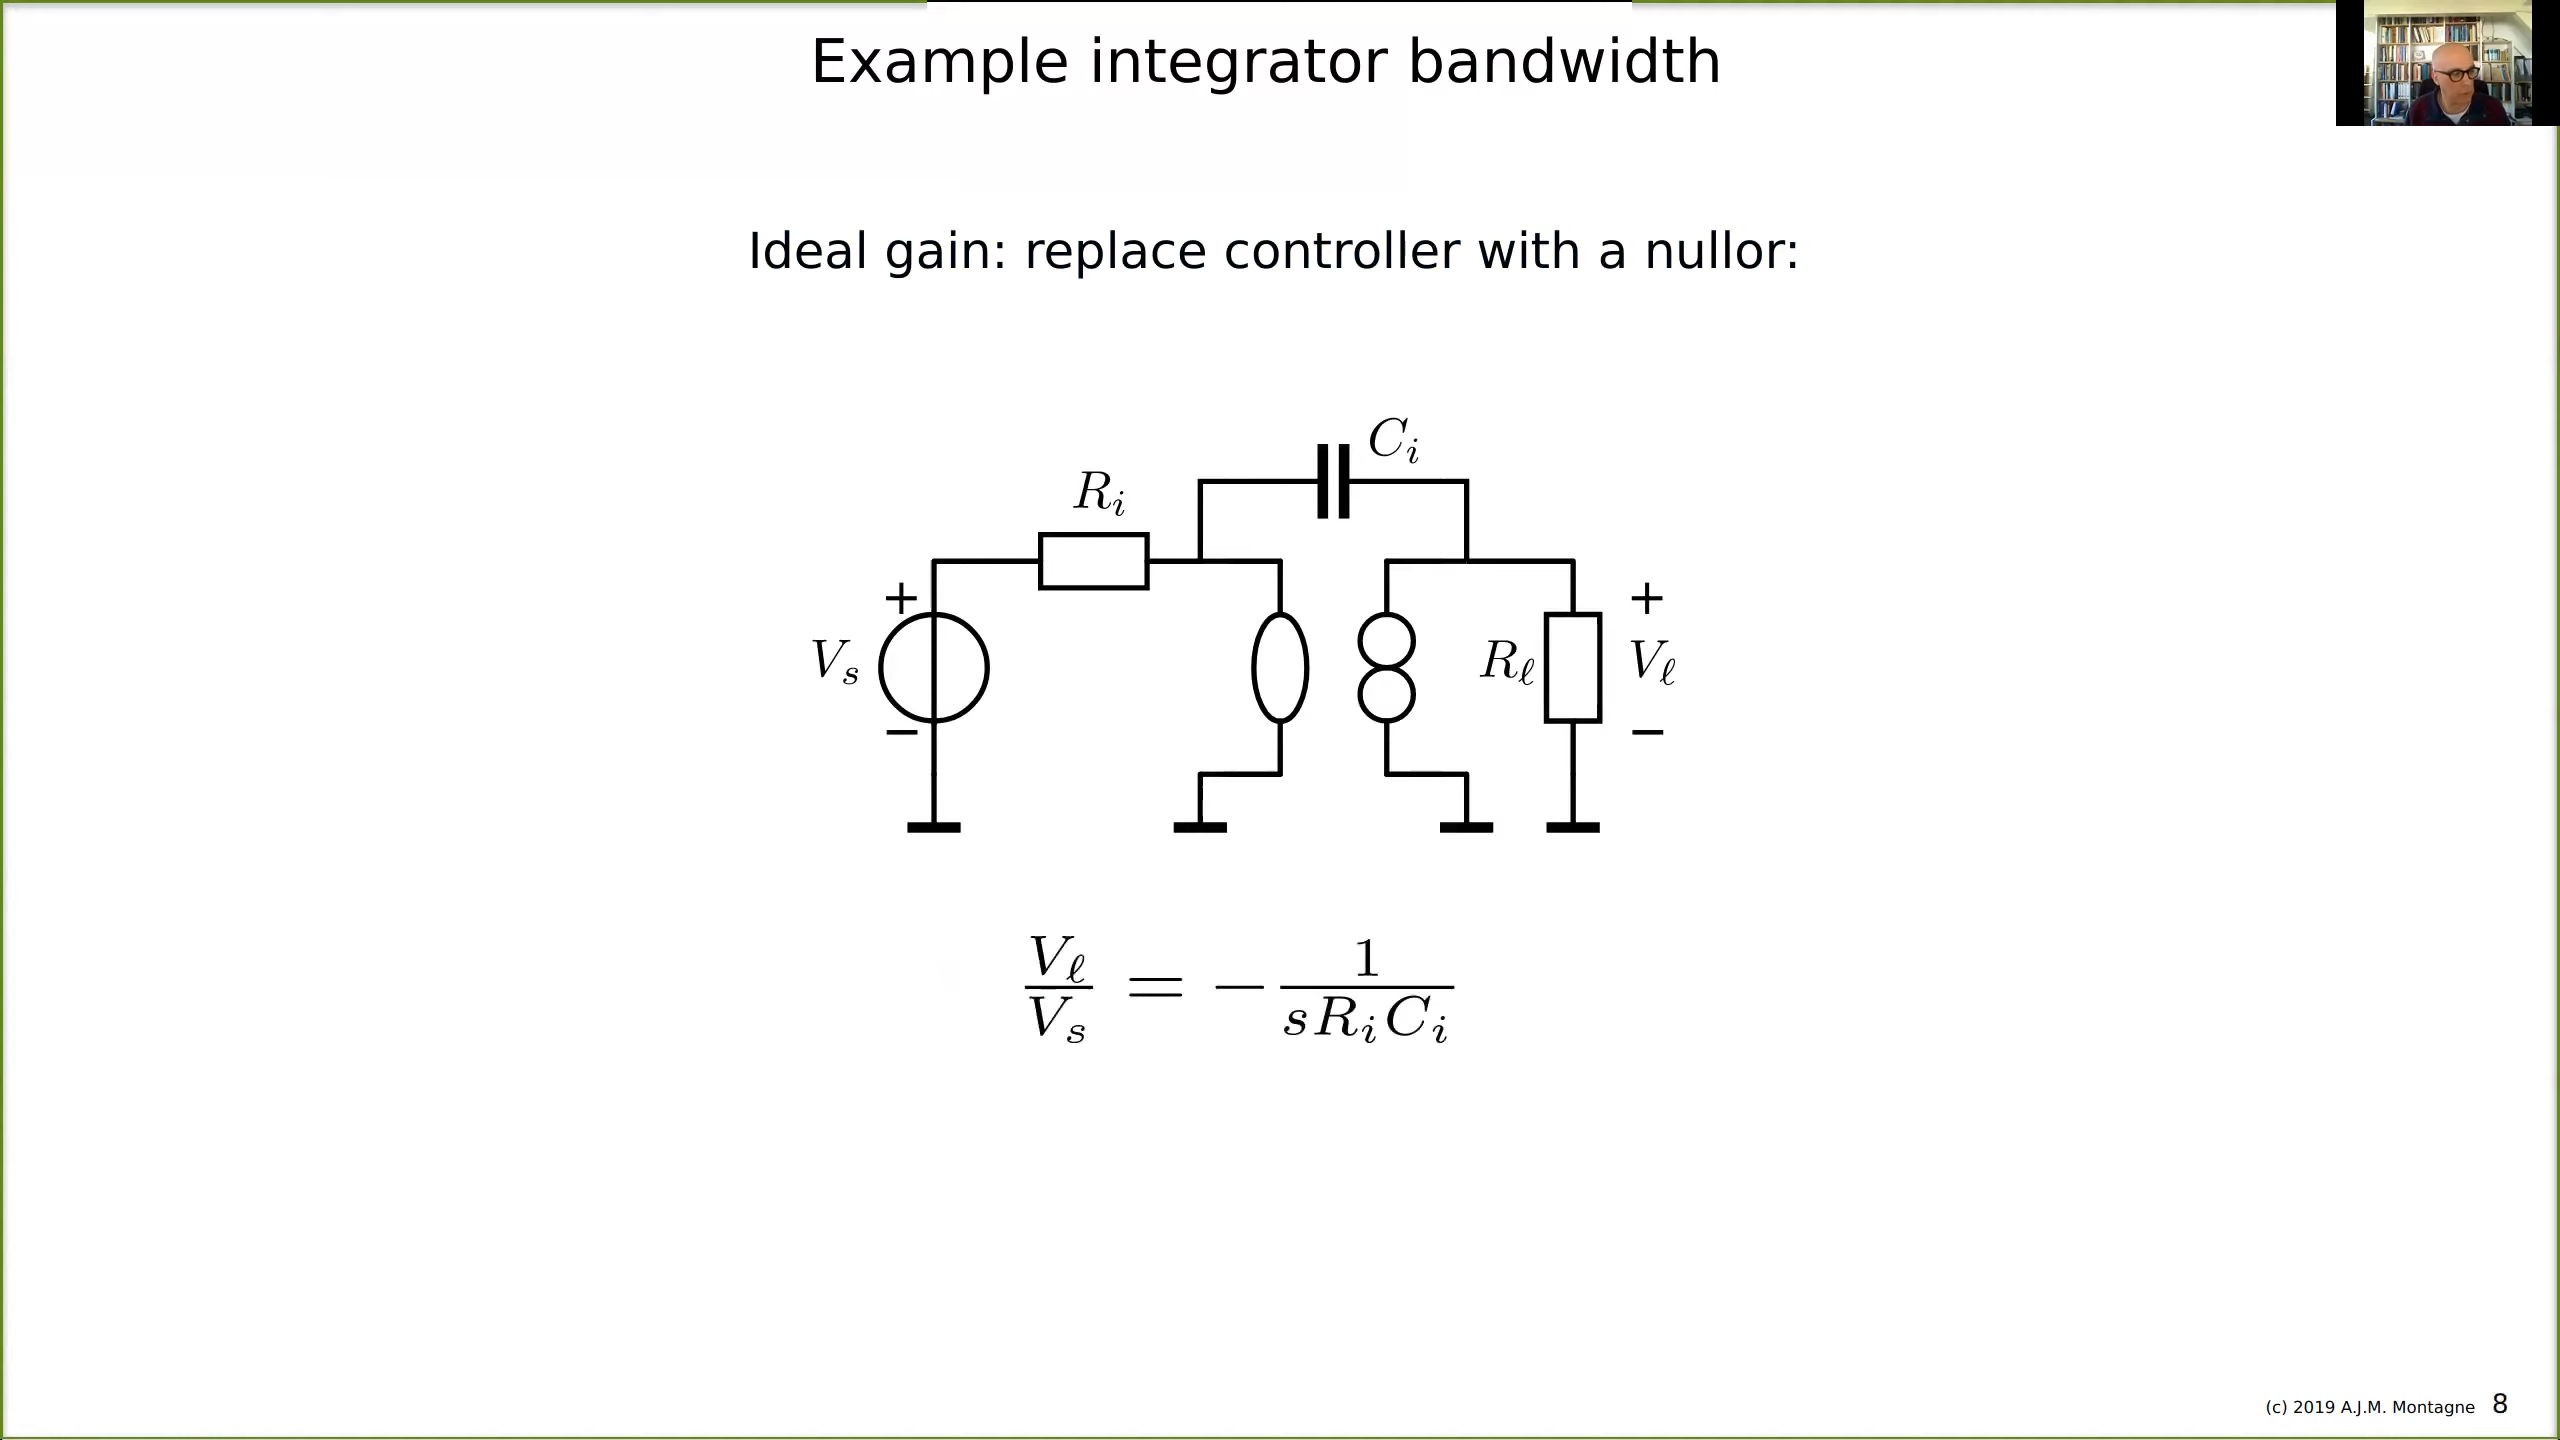 Example integrator bandwidth
Ideal gain: replace controller with a nullor:
C_i
R_i
+ +
V_s R_ℓ V_ℓ
− −
V_ℓ/V_s = −1/(sR_iC_i)
(c) 2019 A.J.M. Montagne 8